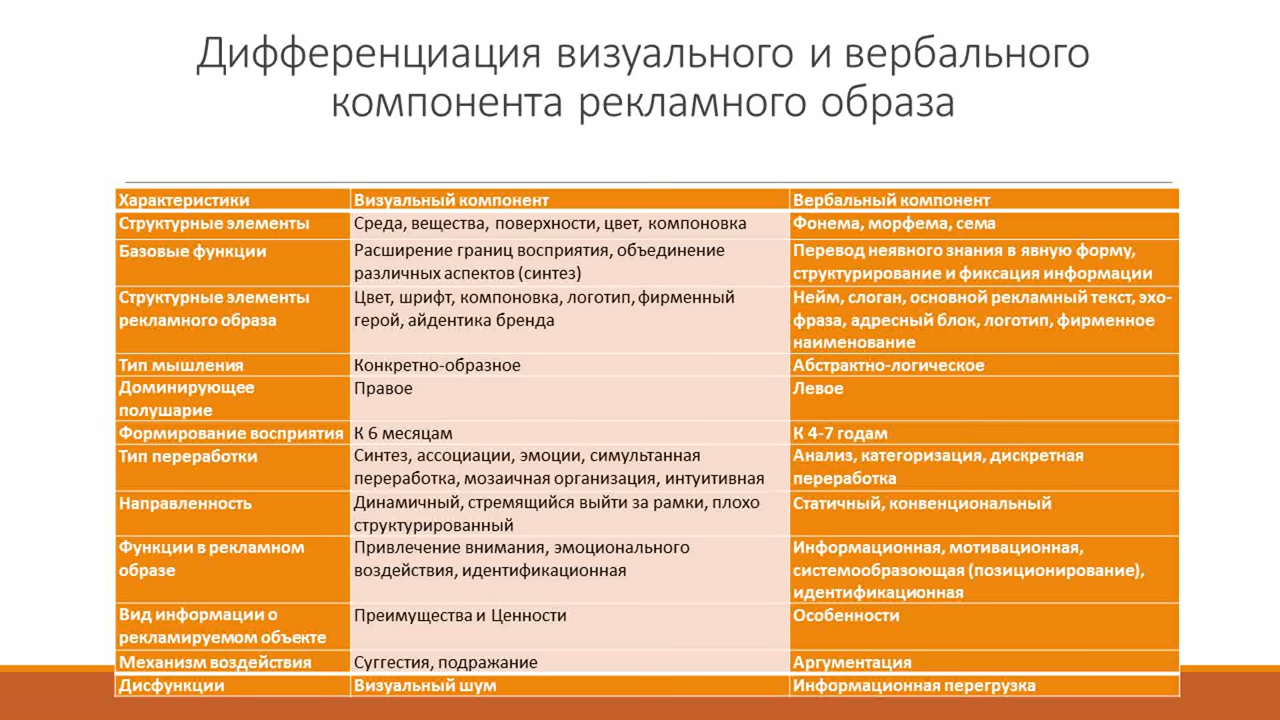 Дифференциация визуального и вербального
компонента рекламного образа
Характеристики Визуальный компонент Вербальный компонент
Структурные элементы Среда, вещества, поверхности, цвет, компоновка Фонема, морфема, сема
Базовые функции Расширение границ восприятия, объединение Перевод неявного знания в явную форму,
различных аспектов (синтез) структурирование и фиксация информации
Структурные элементы Цвет, шрифт, компоновка, логотип, фирменный Нейм, слоган, основной рекламный текст, эхо-
рекламного образа герой, айдентика бренда фраза, адресный блок, логотип, фирменное
наименование
Тип мышления Конкретно-образное Абстрактно-логическое
Доминирующее Правое Левое
полушарие
Формирование восприятия К 6 месяцам К 4-7 годам
Тип переработки Синтез, ассоциации, эмоции, симультанная Анализ, категоризация, дискретная
переработка, мозаичная организация, интуитивная переработка
Направленность Динамичный, стремящийся выйти за рамки, плохо Статичный, конвенциональный
структурированный
Функции в рекламном Привлечение внимания, эмоционального Информационная, мотивационная,
образе воздействия, идентификационная системообразоющая (позиционирование),
идентификационная
Вид информации о Преимущества и Ценности Особенности
рекламируемом объекте
Механизм воздействия Суггестия, подражание Аргументация
Дисфункции Визуальный шум Информационная перегрузка